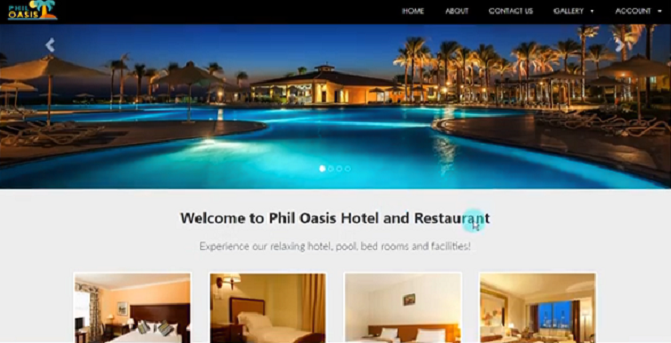 PHIL
OASIS
HOME ABOUT CONTACT US GALLERY ACCOUNT
Welcome to Phil Oasis Hotel and Restaurant
Experience our relaxing hotel, pool, bed rooms and facilities!